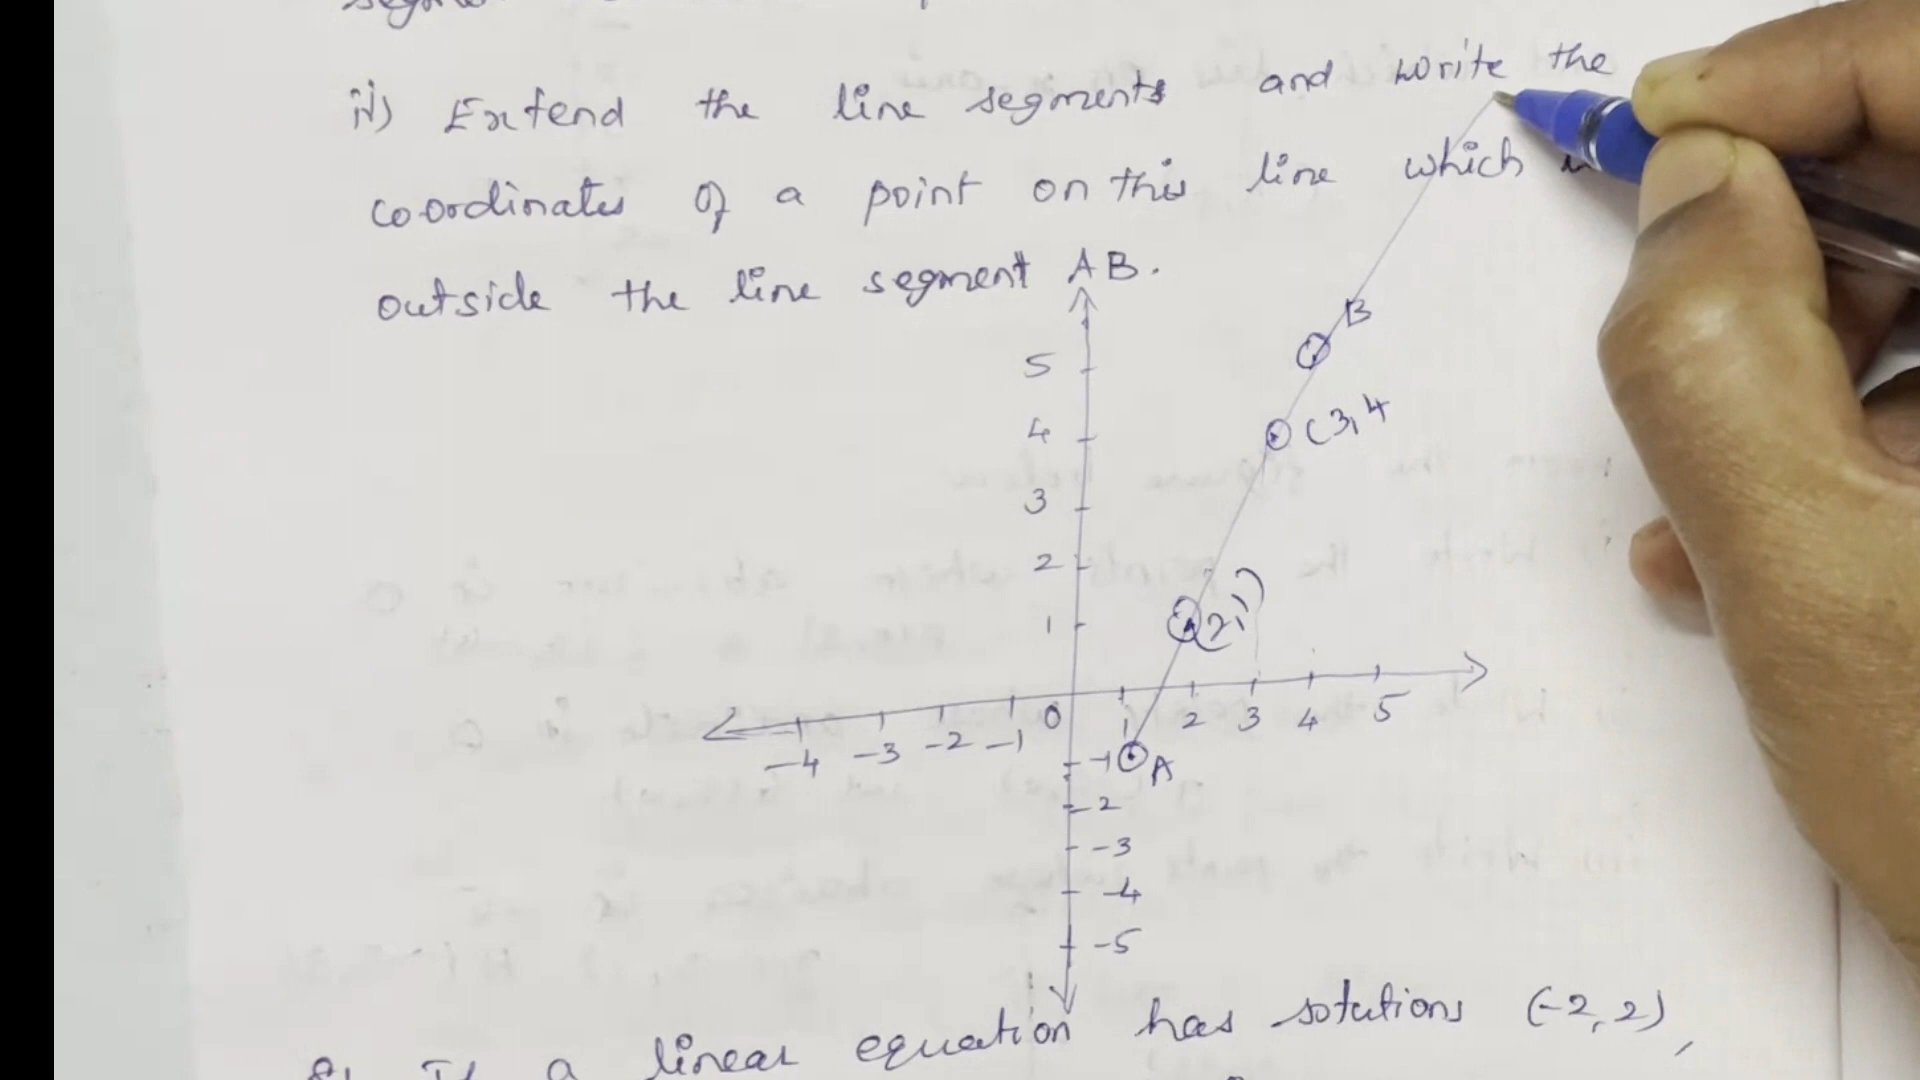 ii) Extend the line segments and write the
coordinates of a point on this line which
outside the line segment AB.
B
5
4
(3,4
3
2
1
(2,1)
0
1 2 3 4 5
-4 -3 -2 -1
-1
A
-2
-3
-4
-5
If a linear equation has solutions (-2, 2),